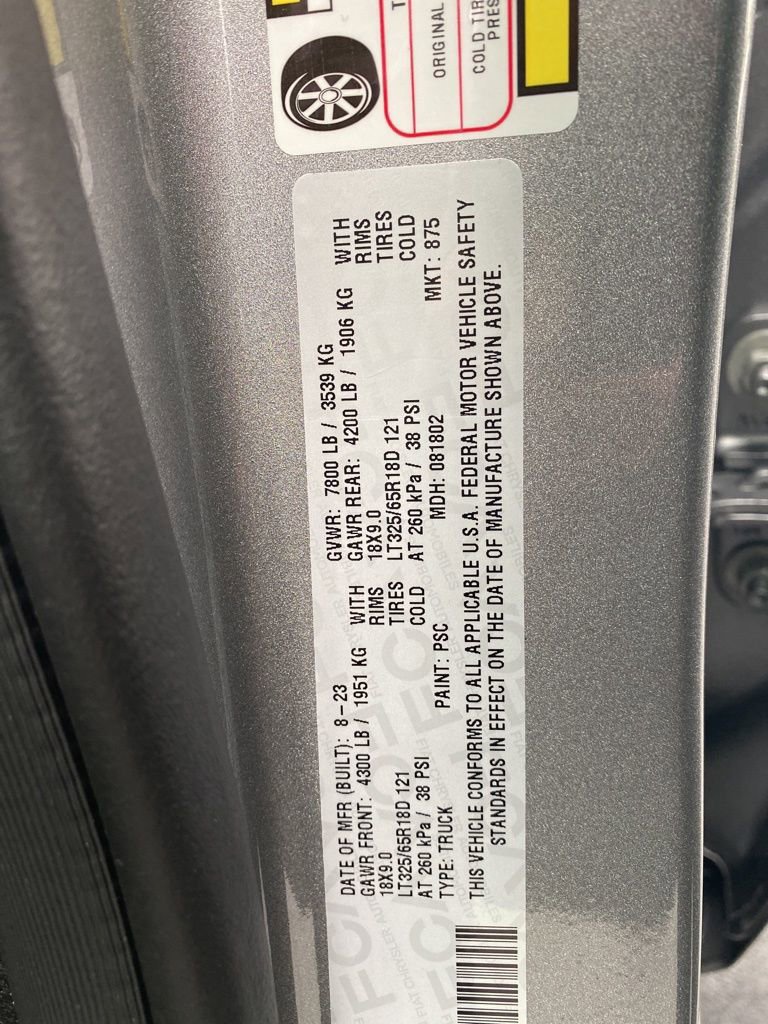 T
ORIGINAL
COLD TIR
PRES
DATE OF MFR (BUILT): 8-23 GVWR: 7800 LB / 3539 KG
GAWR FRONT: 4300 LB / 1951 KG WITH GAWR REAR: 4200 LB / 1906 KG WITH
18X9.0 RIMS 18X9.0 RIMS
LT325/65R18D 121 TIRES LT325/65R18D 121 TIRES
AT 260 kPa / 38 PSI COLD AT 260 kPa / 38 PSI COLD
TYPE: TRUCK PAINT: PSC MDH: 081802 MKT: 875
THIS VEHICLE CONFORMS TO ALL APPLICABLE U.S.A. FEDERAL MOTOR VEHICLE SAFETY
STANDARDS IN EFFECT ON THE DATE OF MANUFACTURE SHOWN ABOVE.